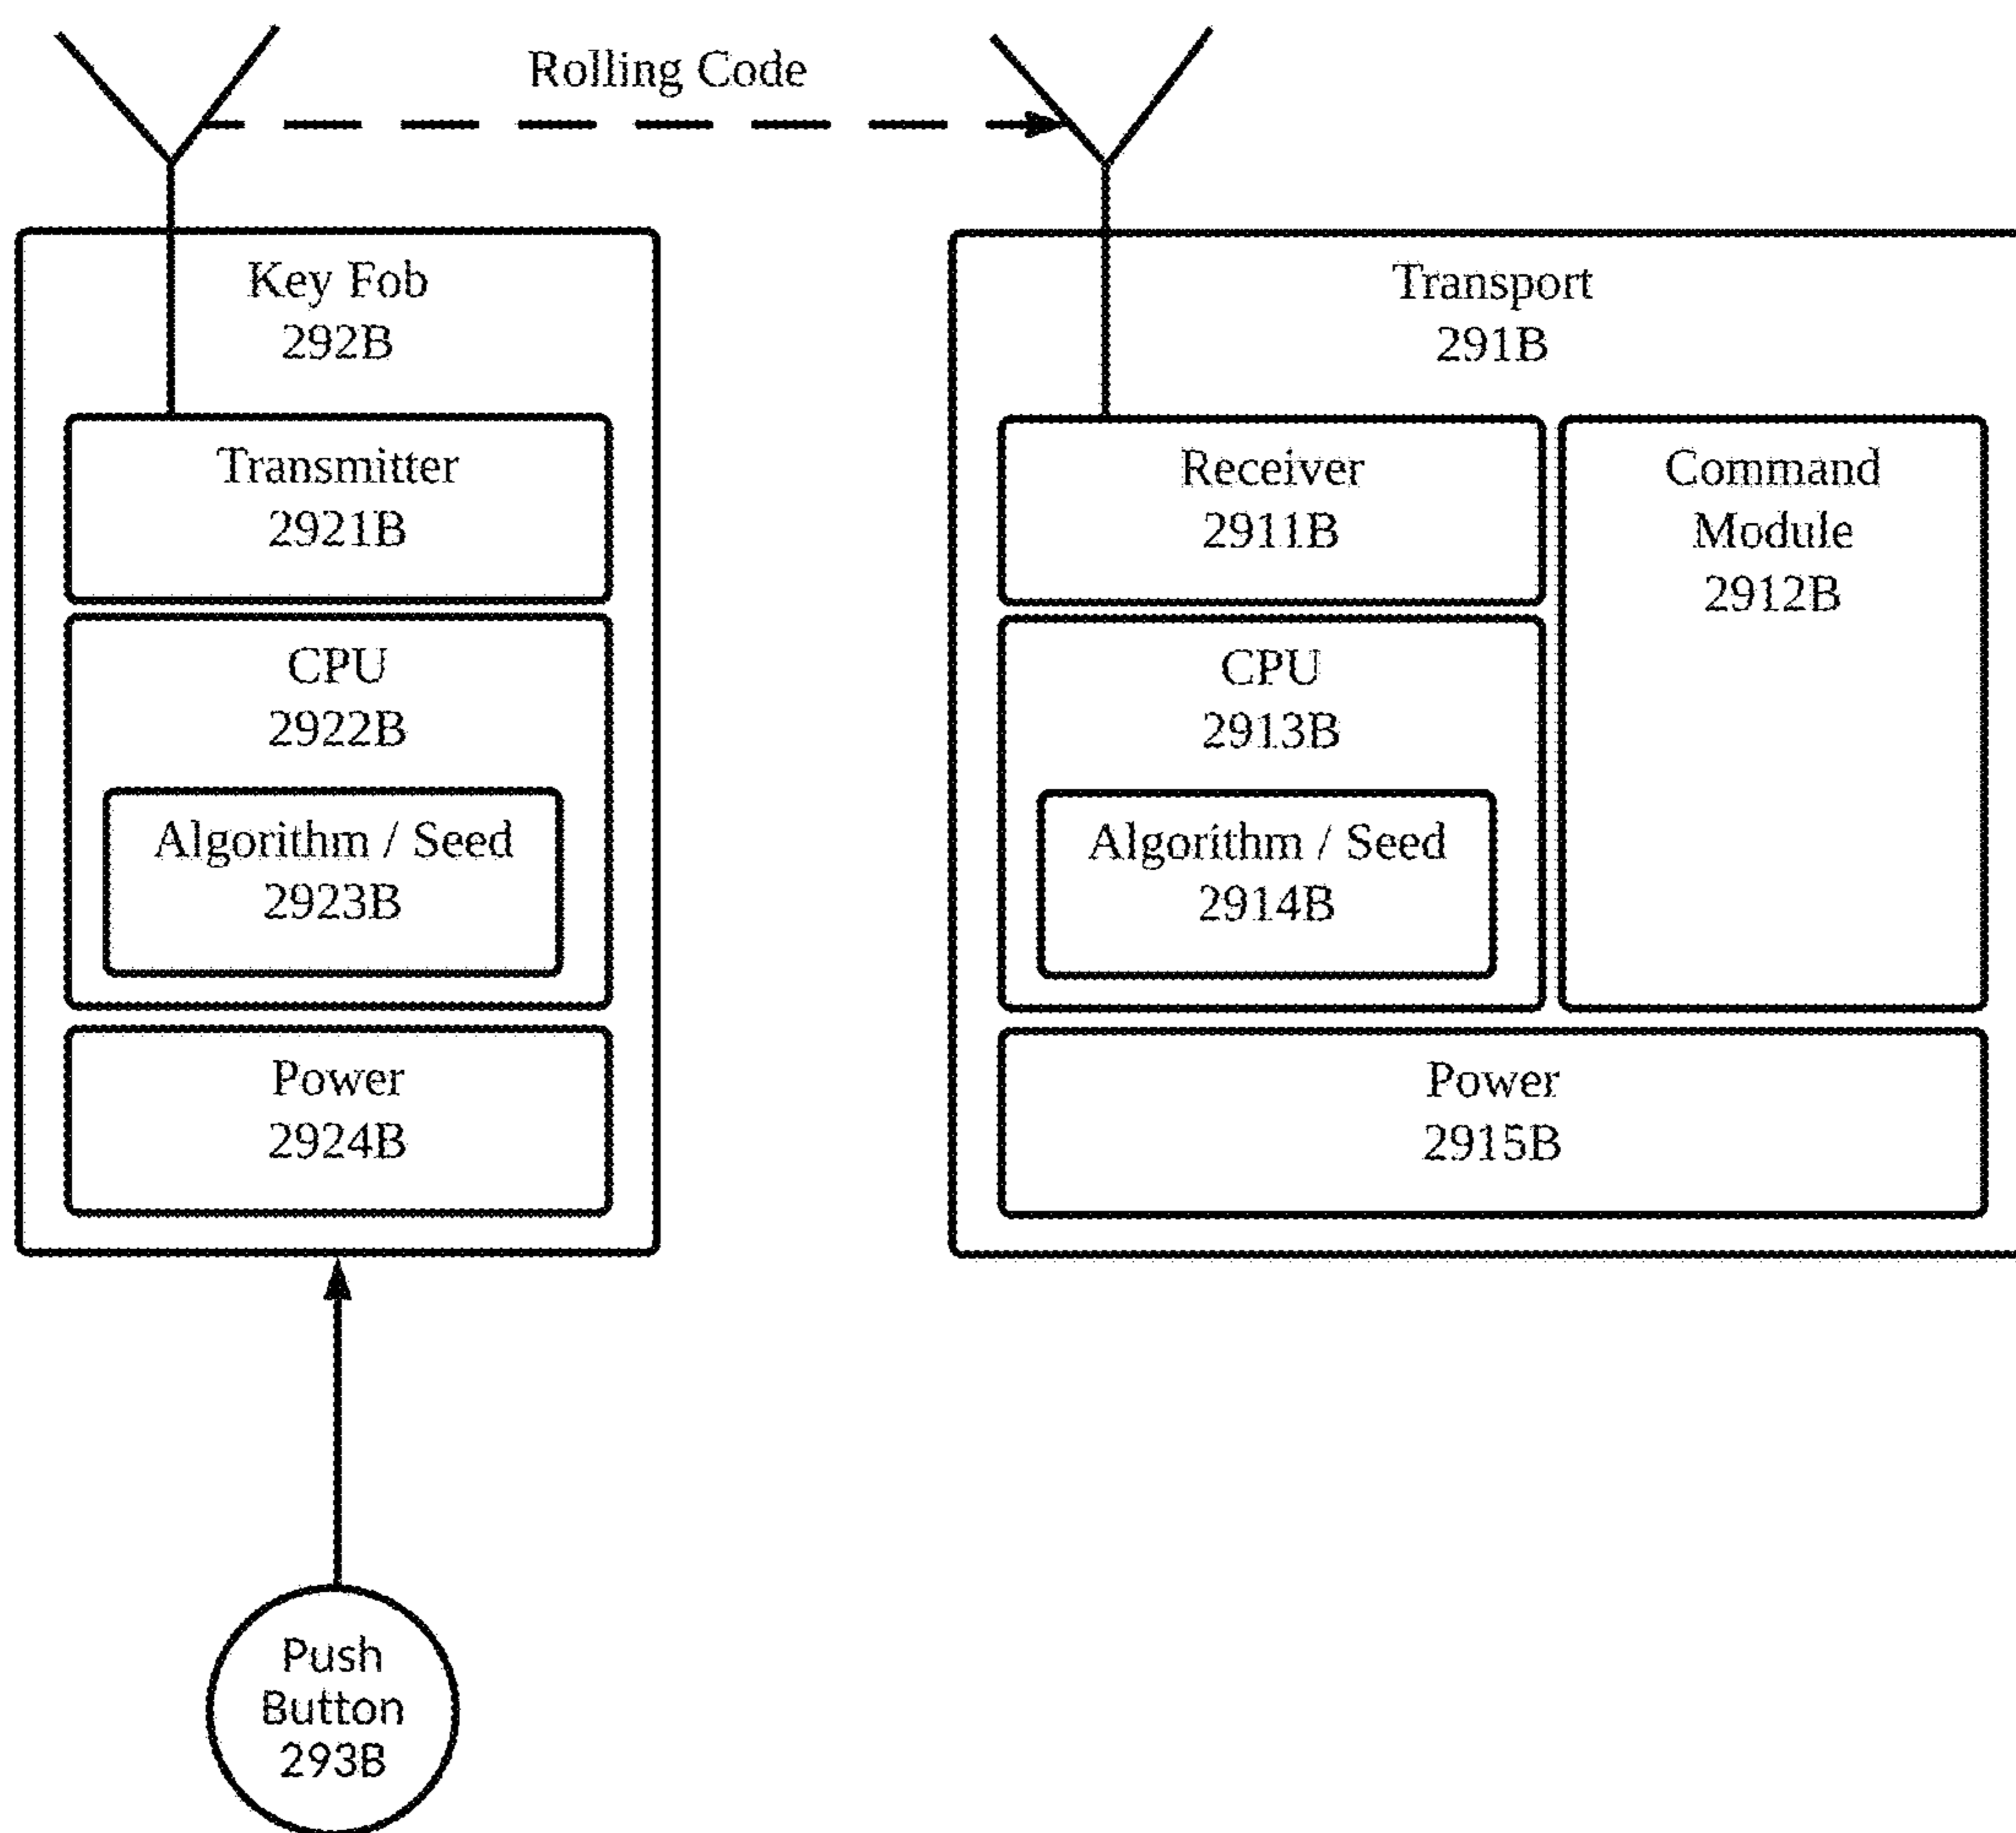 Rolling Code
Key Fob
292B
Transmitter
2921B
CPU
2922B
Algorithm / Seed
2923B
Power
2924B
Transport
291B
Receiver
2911B
Command
Module
2912B
CPU
2913B
Algorithm / Seed
2914B
Power
2915B
Push
Button
293B